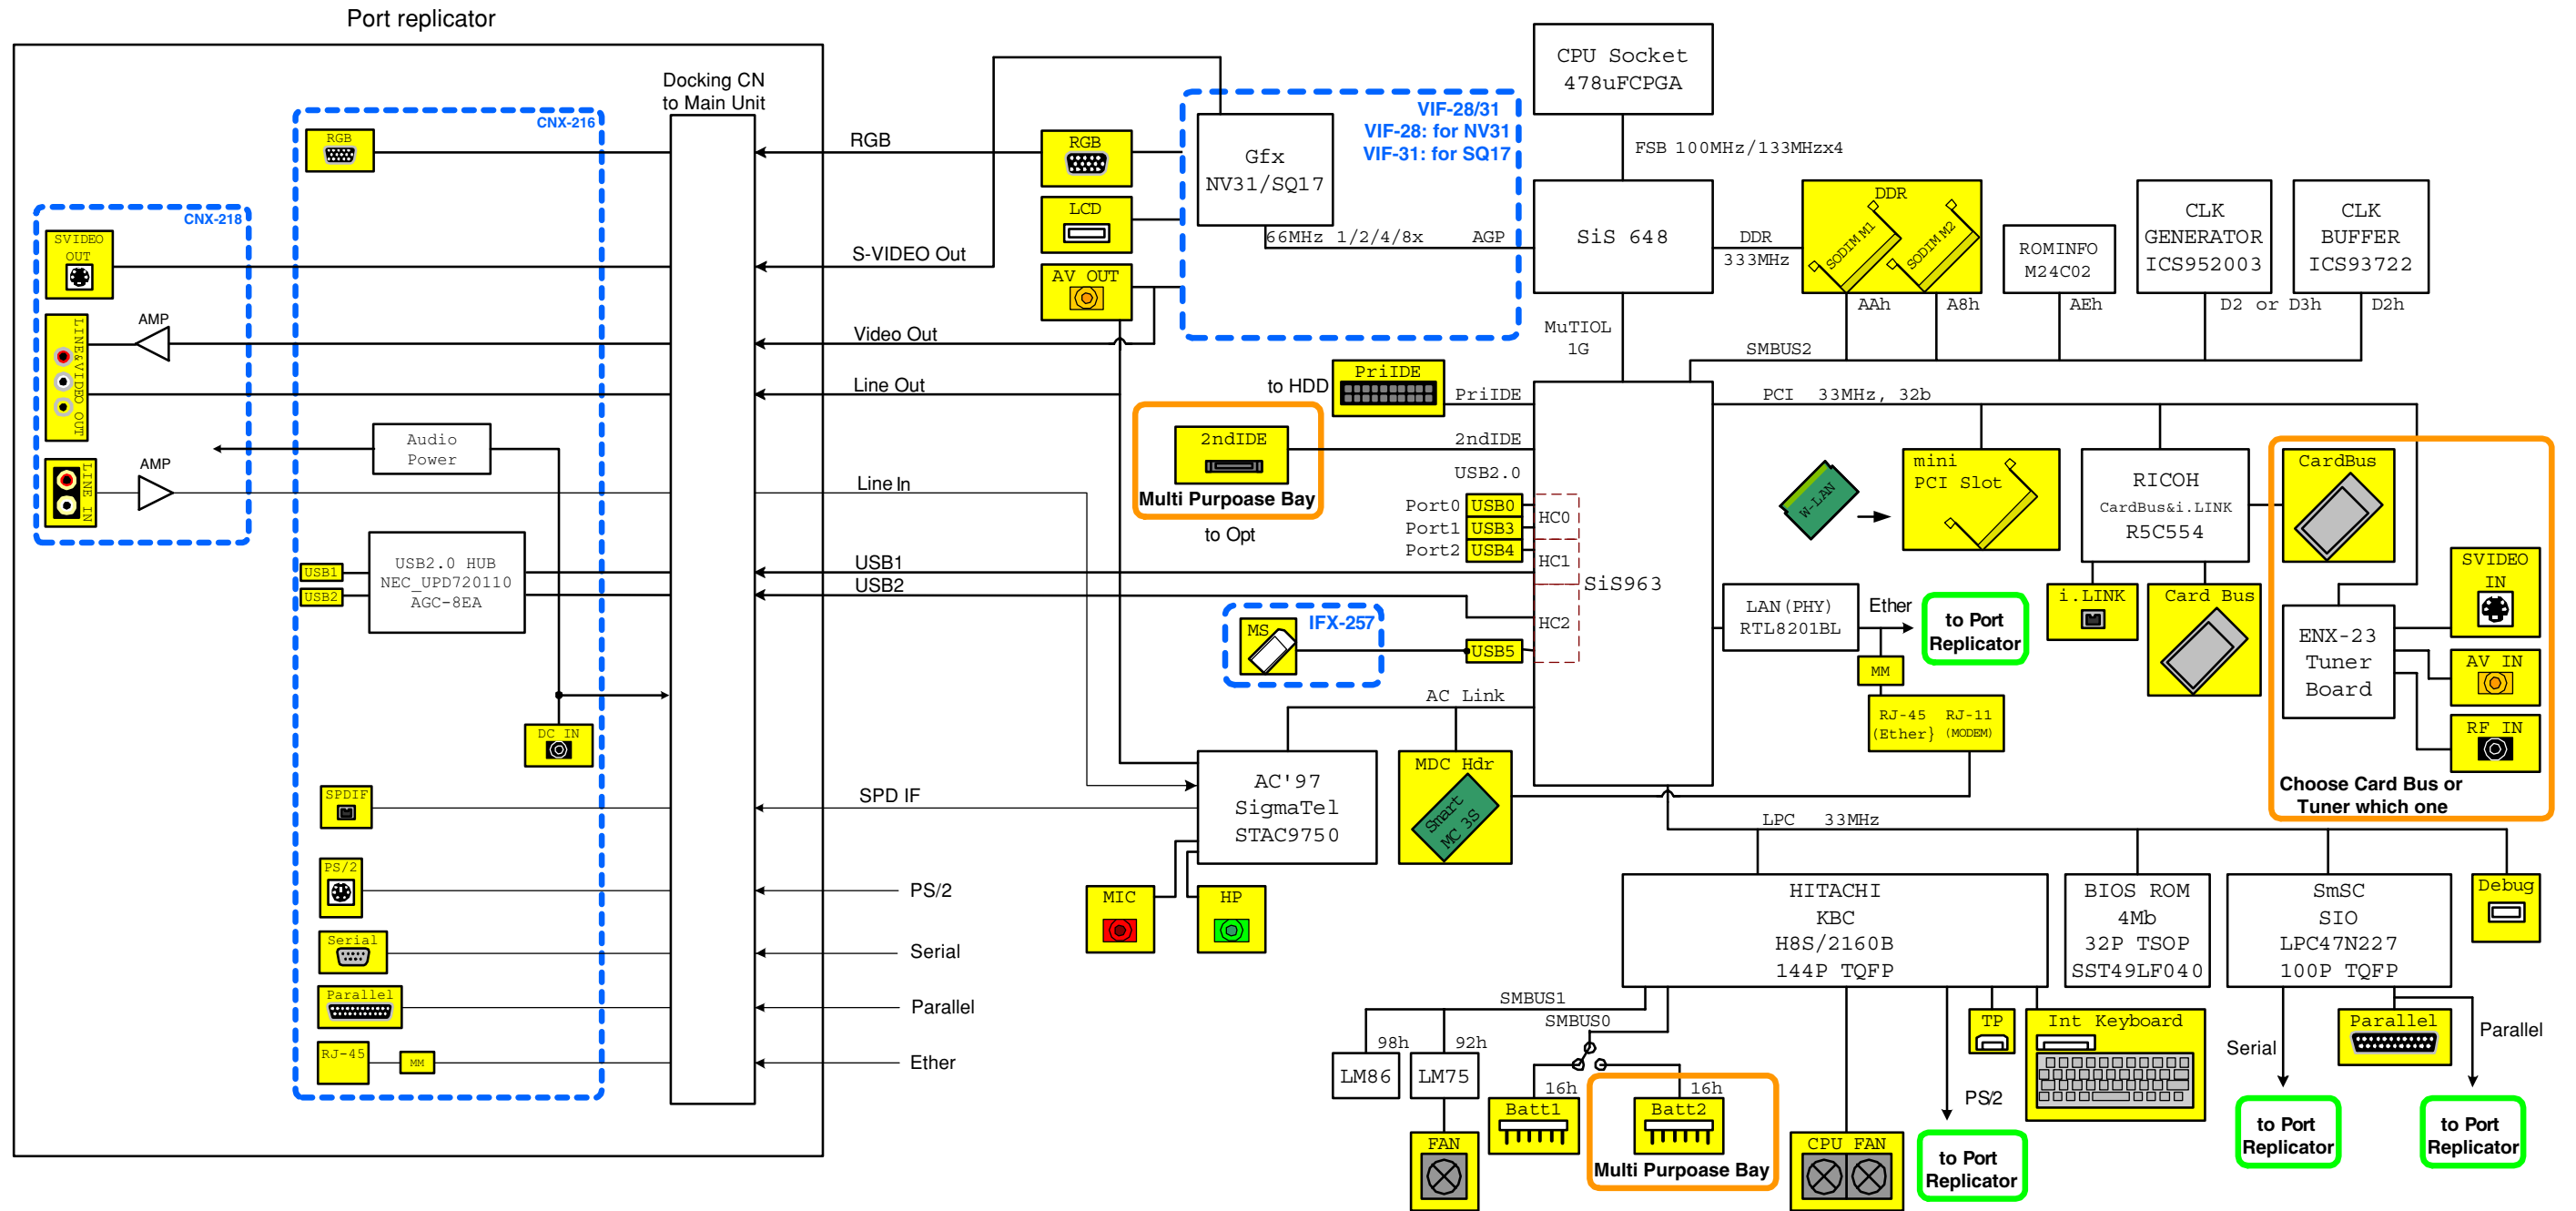 Port replicator
Docking CN
to Main Unit
CNX-216
RGB
CNX-218
SVIDEO
OUT
AMP
LINE&VIDEO OUT
Audio
Power
LINE IN
AMP
USB1
USB2
USB2.0 HUB
NEC_UPD720110
AGC-8EA
DC IN
SPDIF
PS/2
Serial
Parallel
RJ-45
MM
RGB
S-VIDEO Out
Video Out
Line Out
Line In
USB1
USB2
SPD IF
PS/2
Serial
Parallel
Ether
RGB
LCD
AV OUT
VIF-28/31
VIF-28: for NV31
VIF-31: for SQ17
Gfx
NV31/SQ17
66MHz 1/2/4/8x AGP
CPU Socket
478uFCPGA
FSB 100MHz/133MHzx4
SiS 648
DDR
333MHz
DDR
SODIM M1
SODIM M2
AAh
A8h
ROMINFO
M24C02
AEh
CLK
GENERATOR
ICS952003
D2 or D3h
CLK
BUFFER
ICS93722
D2h
MuTIOL
1G
SMBUS2
to HDD
PriIDE
PriIDE
2ndIDE
Multi Purpoase Bay
to Opt
2ndIDE
USB2.0
Port0 USB0
Port1 USB3
Port2 USB4
HC0
HC1
HC2
SiS963
IFX-257
MS
USB5
AC Link
PCI 33MHz, 32b
W-LAN
mini
PCI Slot
RICOH
CardBus&i.LINK
R5C554
CardBus
i.LINK
Card Bus
SVIDEO
IN
ENX-23
Tuner
Board
AV IN
RF IN
Choose Card Bus or
Tuner which one
LAN(PHY)
RTL8201BL
Ether
to Port
Replicator
MM
RJ-45 RJ-11
(Ether} (MODEM)
AC'97
SigmaTel
STAC9750
MDC Hdr
Smart
MC 3S
MIC
HP
LPC 33MHz
HITACHI
KBC
H8S/2160B
144P TQFP
BIOS ROM
4Mb
32P TSOP
SST49LF040
SmSC
SIO
LPC47N227
100P TQFP
Debug
SMBUS1
SMBUS0
98h
92h
LM86
LM75
FAN
16h
Batt1
16h
Batt2
Multi Purpoase Bay
CPU FAN
PS/2
to Port
Replicator
TP
Int Keyboard
Serial
to Port
Replicator
Parallel
Parallel
to Port
Replicator